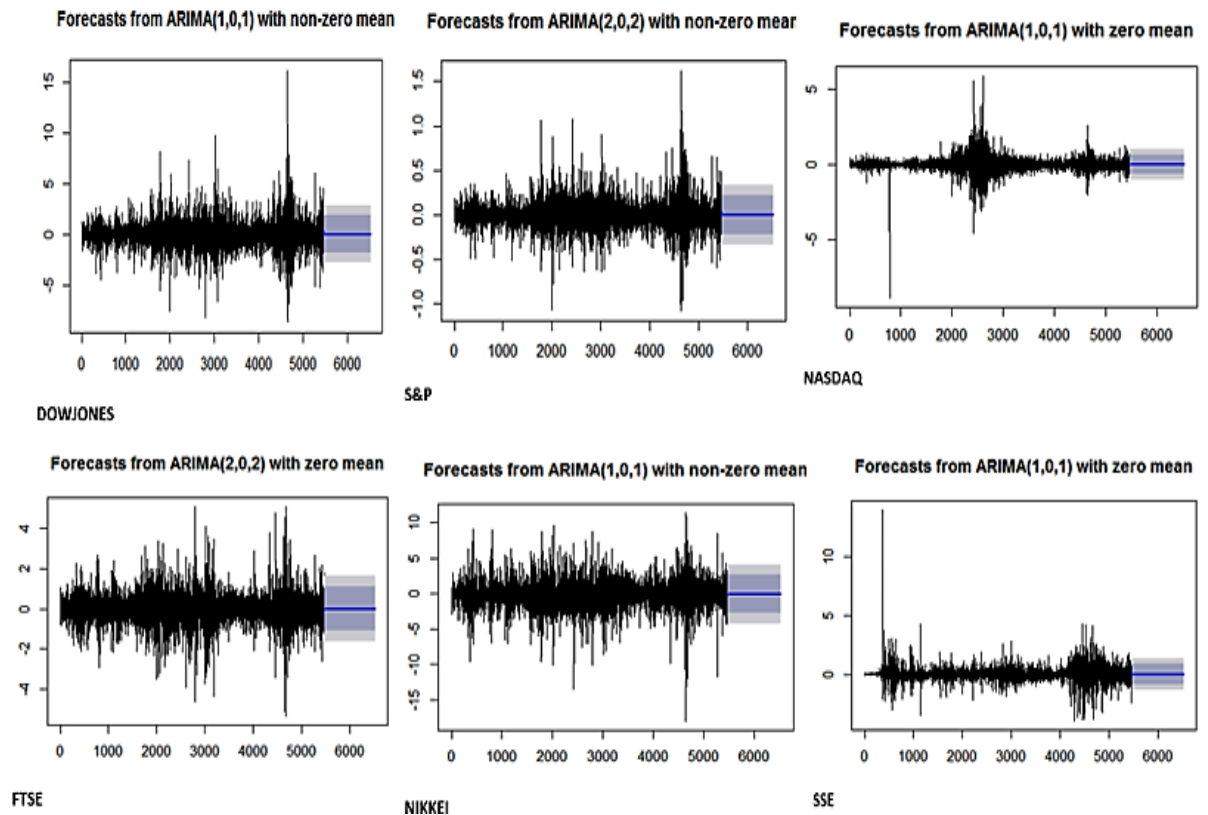 Forecasts from ARIMA(1,0,1) with non-zero mean
Forecasts from ARIMA(2,0,2) with non-zero mean
Forecasts from ARIMA(1,0,1) with zero mean
15
10
5
0
-5
0 1000 2000 3000 4000 5000 6000
1.5
1.0
0.5
0.0
-0.5
-1.0
0 1000 2000 3000 4000 5000 6000
5
0
-5
0 1000 2000 3000 4000 5000 6000
DOWJONES
S&P
NASDAQ
Forecasts from ARIMA(2,0,2) with zero mean
Forecasts from ARIMA(1,0,1) with non-zero mean
Forecasts from ARIMA(1,0,1) with zero mean
4
2
0
-2
-4
0 1000 2000 3000 4000 5000 6000
10
5
0
-5
-10
-15
0 1000 2000 3000 4000 5000 6000
10
5
0
0 1000 2000 3000 4000 5000 6000
FTSE
NIKKEI
SSE